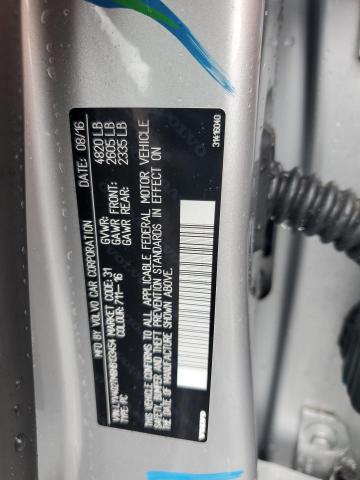 MFD. BY VOLVO CAR CORPORATION DATE: 08/16
GVWR: 4820 LB
GAWR FRONT: 2605 LB
GAWR REAR: 2335 LB
MARKET CODE: 31
TYPE: PC COLOUR: 711-16
THIS VEHICLE CONFORMS TO ALL APPLICABLE FEDERAL MOTOR VEHICLE
SAFETY, BUMPER, AND THEFT PREVENTION STANDARDS IN EFFECT ON
THE DATE OF MANUFACTURE SHOWN ABOVE.
VOLVO
31416040